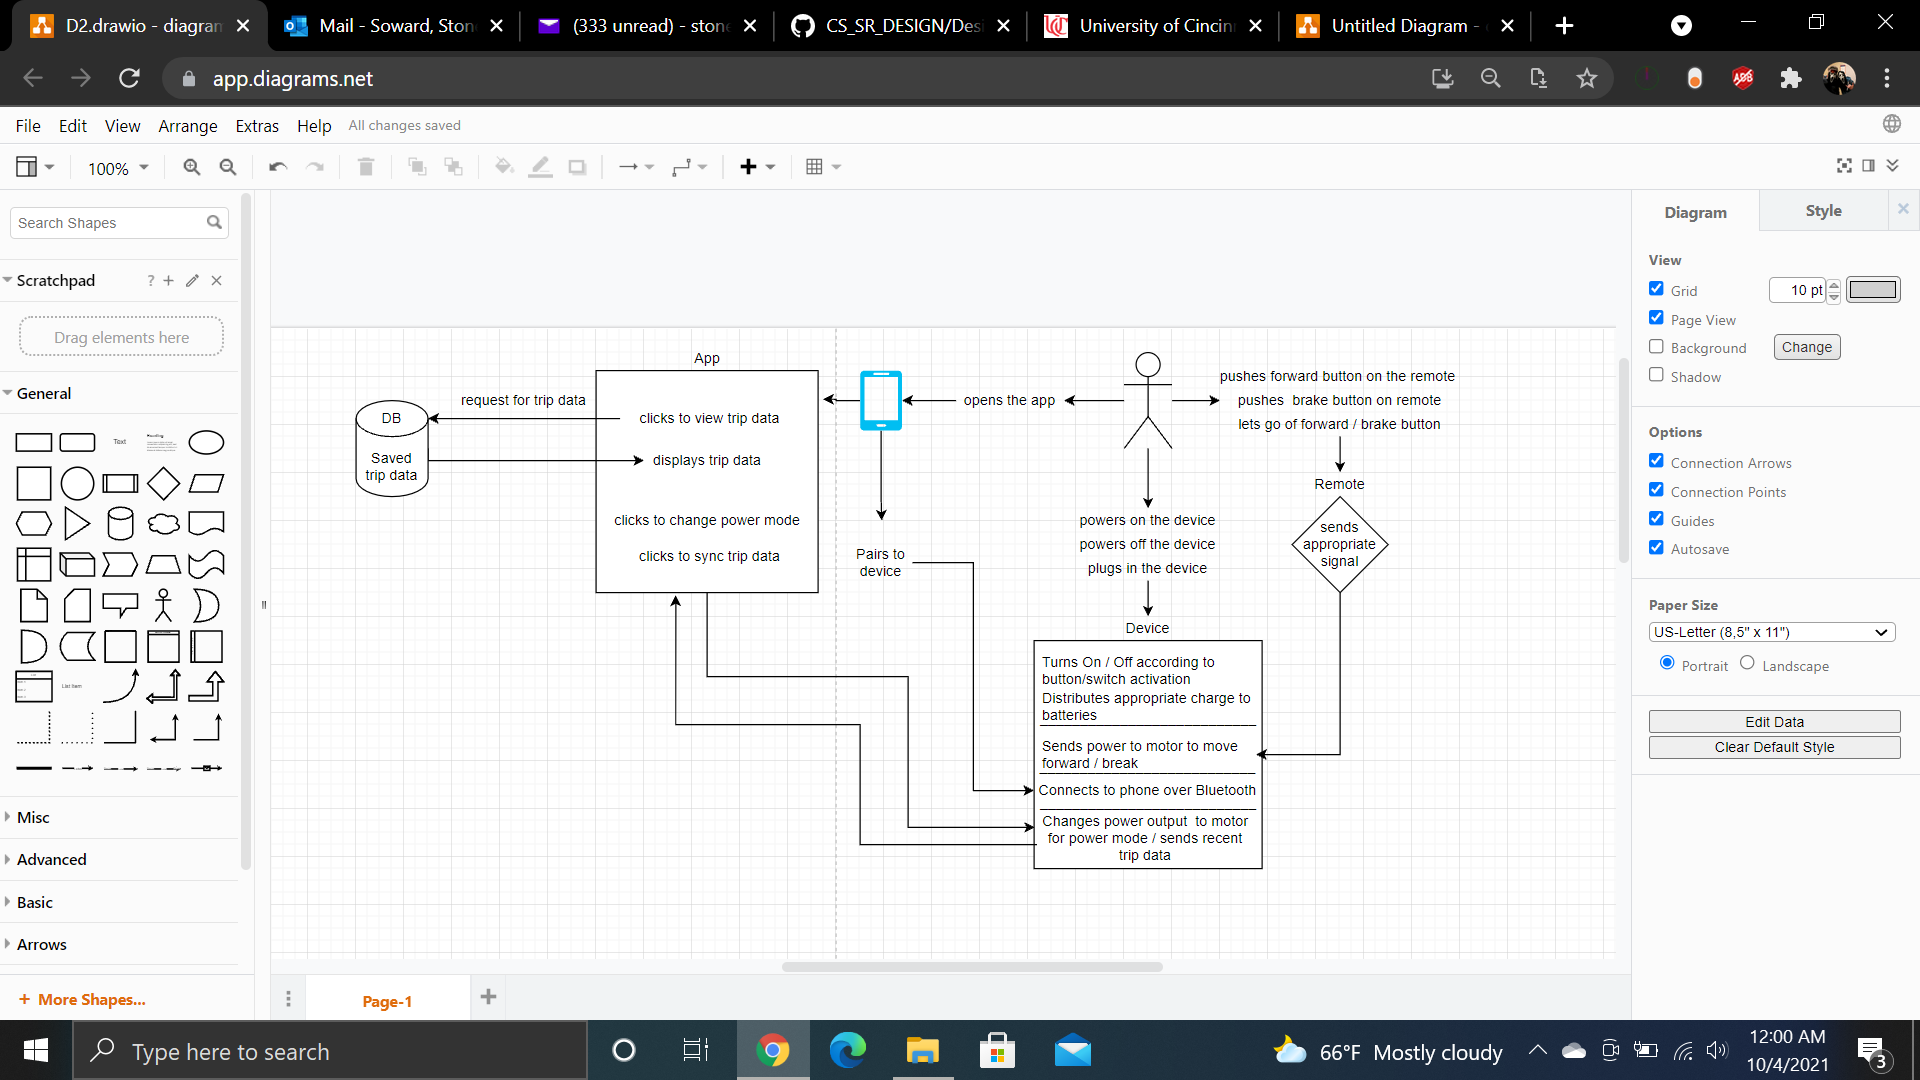 D2.drawio - diagran
Mail - Soward, Ston
(333 unread) - stone
CS_SR_DESIGN/Des
University of Cincin
Untitled Diagram -
app.diagrams.net
File Edit View Arrange Extras Help All changes saved
100%
Search Shapes
Scratchpad
?
Drag elements here
General
Text
Heading
List Item
Misc
Advanced
Basic
Arrows
+ More Shapes...
App
request for trip data
DB
Saved
trip data
clicks to view trip data
displays trip data
clicks to change power mode
clicks to sync trip data
opens the app
Pairs to
device
pushes forward button on the remote
pushes  brake button on remote
lets go of forward / brake button
Remote
sends
appropriate
signal
powers on the device
powers off the device
plugs in the device
Device
Turns On / Off according to
button/switch activation
Distributes appropriate charge to
batteries
Sends power to motor to move
forward / break
Connects to phone over Bluetooth
Changes power output  to motor
for power mode / sends recent
trip data
Page-1
Diagram
Style
View
Grid
10 pt
Page View
Background
Change
Shadow
Options
Connection Arrows
Connection Points
Guides
Autosave
Paper Size
US-Letter (8,5" x 11")
Portrait
Landscape
Edit Data
Clear Default Style
Type here to search
66°F Mostly cloudy
12:00 AM
10/4/2021
3